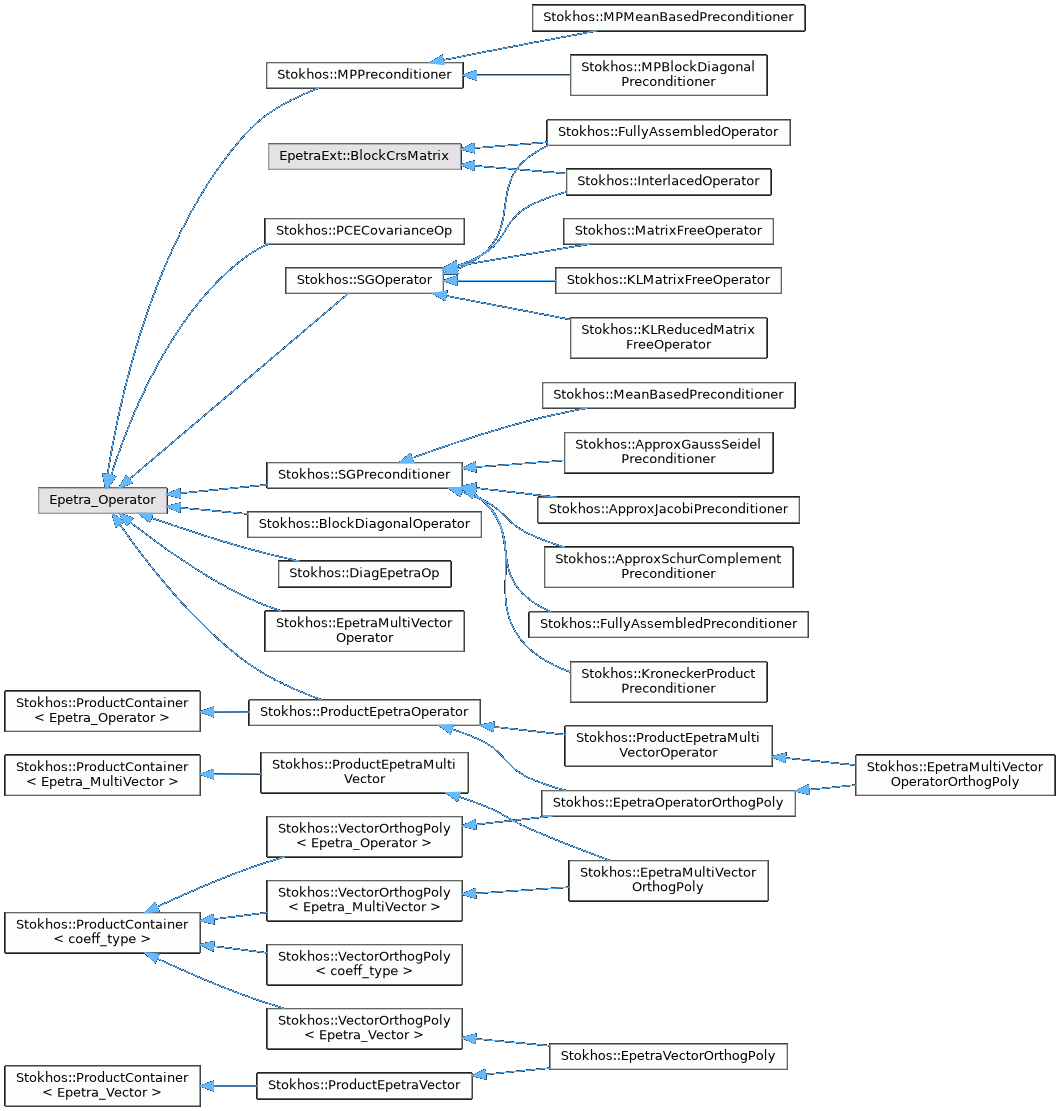 Stokhos::MPMeanBasedPreconditioner
Stokhos::MPPreconditioner
Stokhos::MPBlockDiagonal
Preconditioner
Stokhos::FullyAssembledOperator
EpetraExt::BlockCrsMatrix
Stokhos::InterlacedOperator
Stokhos::PCECovarianceOp
Stokhos::MatrixFreeOperator
Stokhos::SGOperator
Stokhos::KLMatrixFreeOperator
Stokhos::KLReducedMatrix
FreeOperator
Stokhos::MeanBasedPreconditioner
Stokhos::ApproxGaussSeidel
Preconditioner
Stokhos::SGPreconditioner
Epetra_Operator
Stokhos::ApproxJacobiPreconditioner
Stokhos::BlockDiagonalOperator
Stokhos::ApproxSchurComplement
Preconditioner
Stokhos::DiagEpetraOp
Stokhos::EpetraMultiVector
Operator
Stokhos::FullyAssembledPreconditioner
Stokhos::KroneckerProduct
Preconditioner
Stokhos::ProductContainer
< Epetra_Operator >
Stokhos::ProductEpetraOperator
Stokhos::ProductEpetraMulti
VectorOperator
Stokhos::ProductContainer
< Epetra_MultiVector >
Stokhos::ProductEpetraMulti
Vector
Stokhos::EpetraMultiVector
OperatorOrthogPoly
Stokhos::EpetraOperatorOrthogPoly
Stokhos::VectorOrthogPoly
< Epetra_Operator >
Stokhos::EpetraMultiVector
OrthogPoly
Stokhos::VectorOrthogPoly
< Epetra_MultiVector >
Stokhos::ProductContainer
< coeff_type >
Stokhos::VectorOrthogPoly
< coeff_type >
Stokhos::VectorOrthogPoly
< Epetra_Vector >
Stokhos::EpetraVectorOrthogPoly
Stokhos::ProductContainer
< Epetra_Vector >
Stokhos::ProductEpetraVector